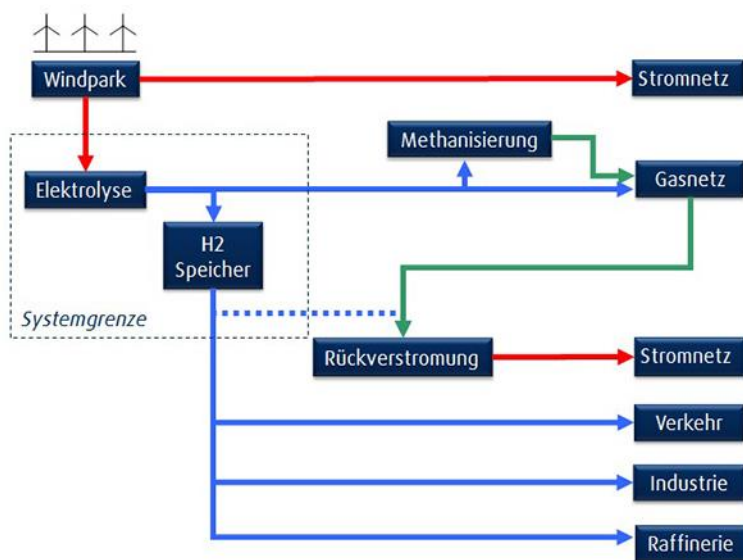 Windpark
Stromnetz
Methanisierung
Elektrolyse
Gasnetz
H2
Speicher
Systemgrenze
Rückverstromung
Stromnetz
Verkehr
Industrie
Raffinerie